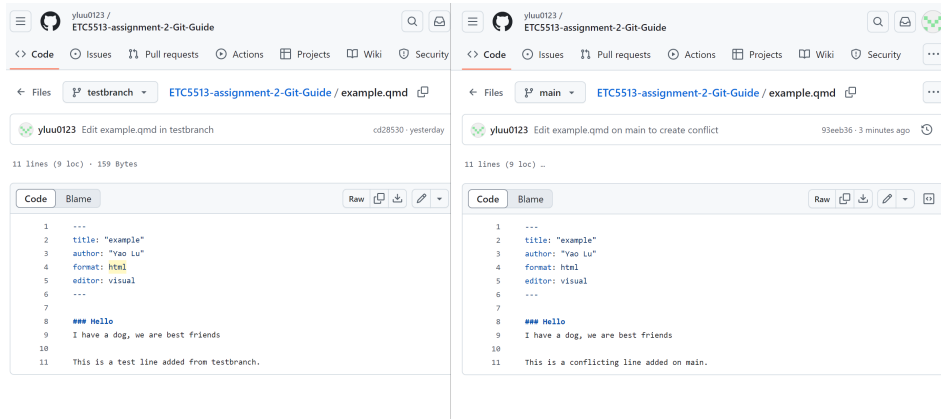 yluu0123 /
ETC5513-assignment-2-Git-Guide
Code Issues Pull requests Actions Projects Wiki Security
Files testbranch ETC5513-assignment-2-Git-Guide / example.qmd
yluu0123 Edit example.qmd in testbranch cd28530 · yesterday
11 lines (9 loc) · 159 Bytes
Code Blame Raw
1 ---
2 title: "example"
3 author: "Yao Lu"
4 format: html
5 editor: visual
6 ---
7
8 ### Hello
9 I have a dog, we are best friends
10
11 This is a test line added from testbranch.
yluu0123 /
ETC5513-assignment-2-Git-Guide
Code Issues Pull requests Actions Projects Wiki Security ...
Files main ETC5513-assignment-2-Git-Guide / example.qmd ...
yluu0123 Edit example.qmd on main to create conflict 93eeb36 · 3 minutes ago
11 lines (9 loc) ...
Code Blame Raw
1 ---
2 title: "example"
3 author: "Yao Lu"
4 format: html
5 editor: visual
6 ---
7
8 ### Hello
9 I have a dog, we are best friends
10
11 This is a conflicting line added on main.